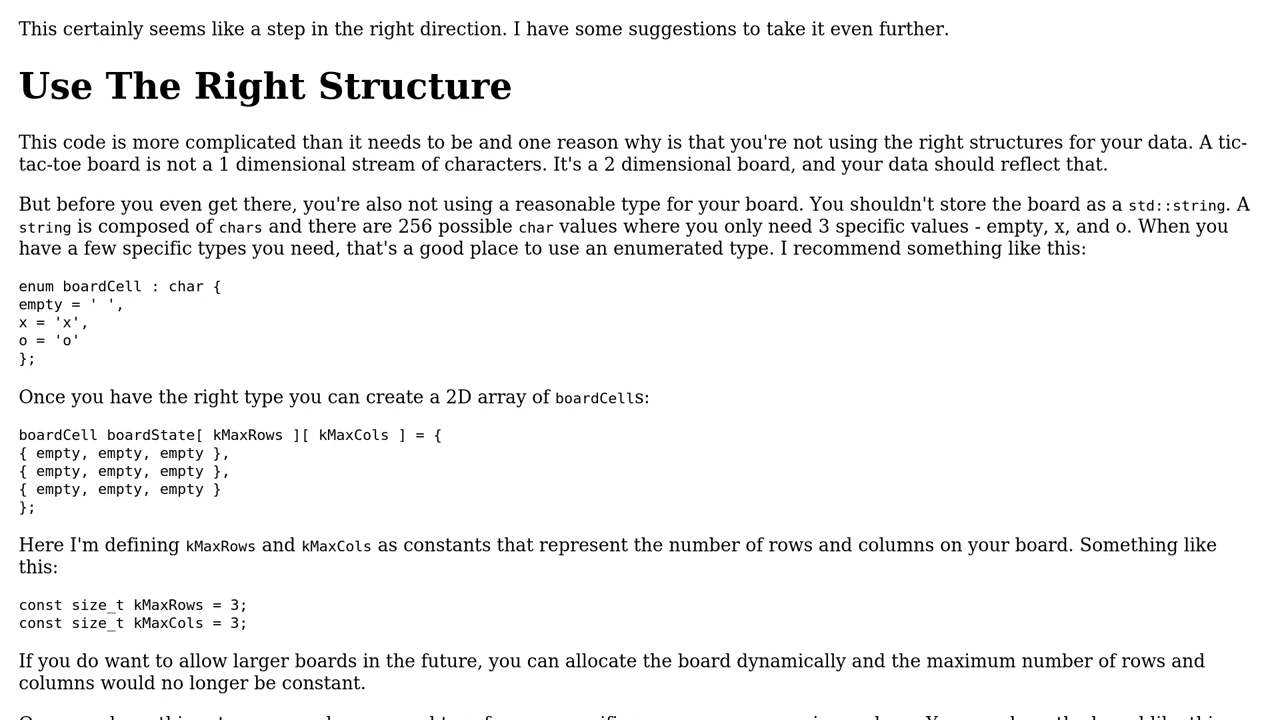 This certainly seems like a step in the right direction. I have some suggestions to take it even further.
Use The Right Structure
This code is more complicated than it needs to be and one reason why is that you're not using the right structures for your data. A tic-
tac-toe board is not a 1 dimensional stream of characters. It's a 2 dimensional board, and your data should reflect that.
But before you even get there, you're also not using a reasonable type for your board. You shouldn't store the board as a std::string. A
string is composed of chars and there are 256 possible char values where you only need 3 specific values - empty, x, and o. When you
have a few specific types you need, that's a good place to use an enumerated type. I recommend something like this:
enum boardCell : char {
empty = ' ',
x = 'x',
o = 'o'
};
Once you have the right type you can create a 2D array of boardCells:
boardCell boardState[ kMaxRows ][ kMaxCols ] = {
{ empty, empty, empty },
{ empty, empty, empty },
{ empty, empty, empty }
};
Here I'm defining kMaxRows and kMaxCols as constants that represent the number of rows and columns on your board. Something like
this:
const size_t kMaxRows = 3;
const size_t kMaxCols = 3;
If you do want to allow larger boards in the future, you can allocate the board dynamically and the maximum number of rows and
columns would no longer be constant.